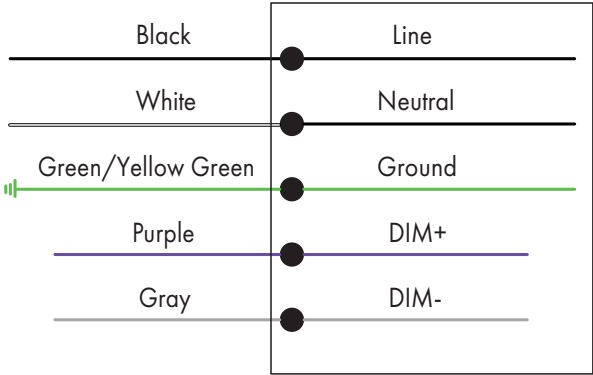 Black Line
White Neutral
Green/Yellow Green Ground
Purple DIM+
Gray DIM-